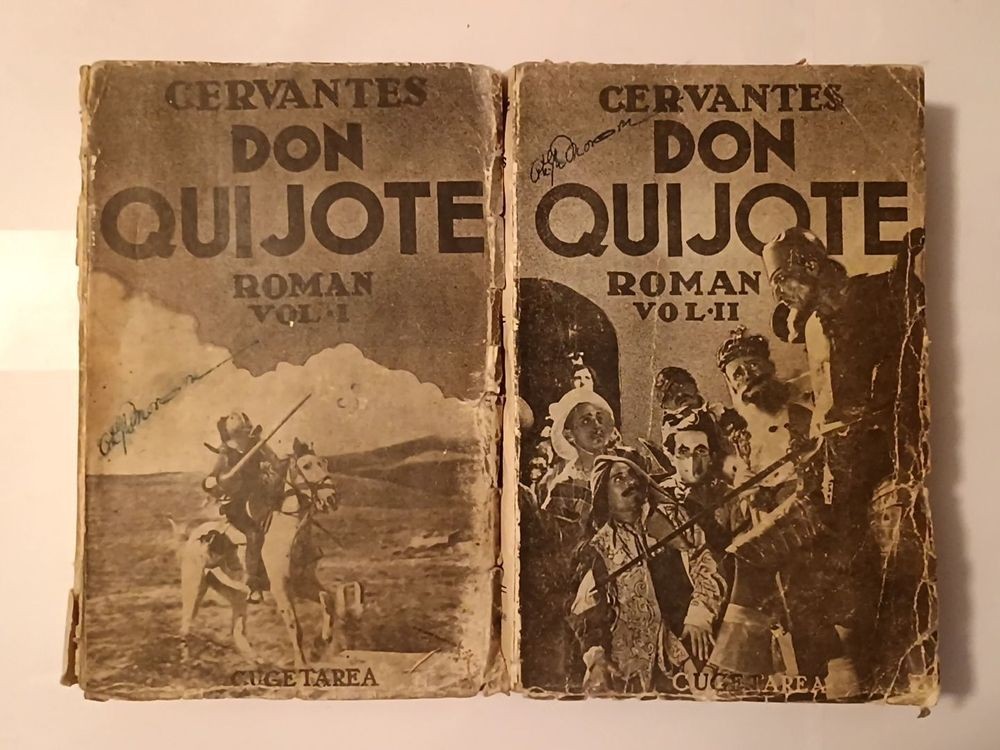 CERVANTES
DON
QUIJOTE
ROMAN
VOL·I
CUGETAREA
CERVANTES
DON
QUIJOTE
ROMAN
VOL·II
CUGETAREA